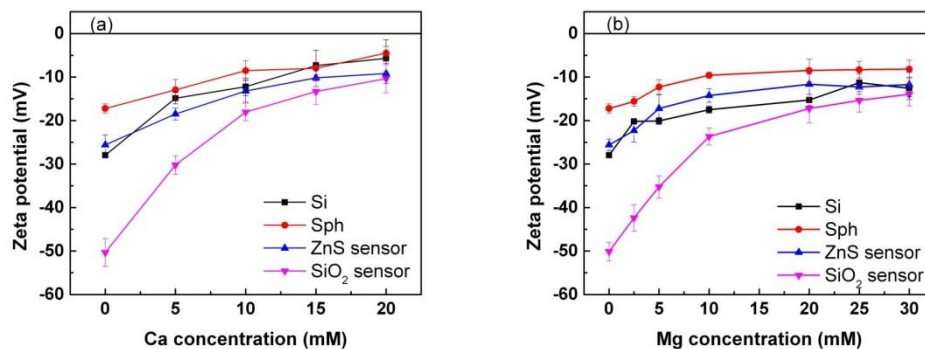 (a)
0
-10
-20
-30
-40
-50
-60
Zeta potential (mV)
Si
Sph
ZnS sensor
SiO₂ sensor
0 5 10 15 20
Ca concentration (mM)
(b)
0
-10
-20
-30
-40
-50
-60
Zeta potential (mV)
Si
Sph
ZnS sensor
SiO₂ sensor
0 5 10 15 20 25 30
Mg concentration (mM)